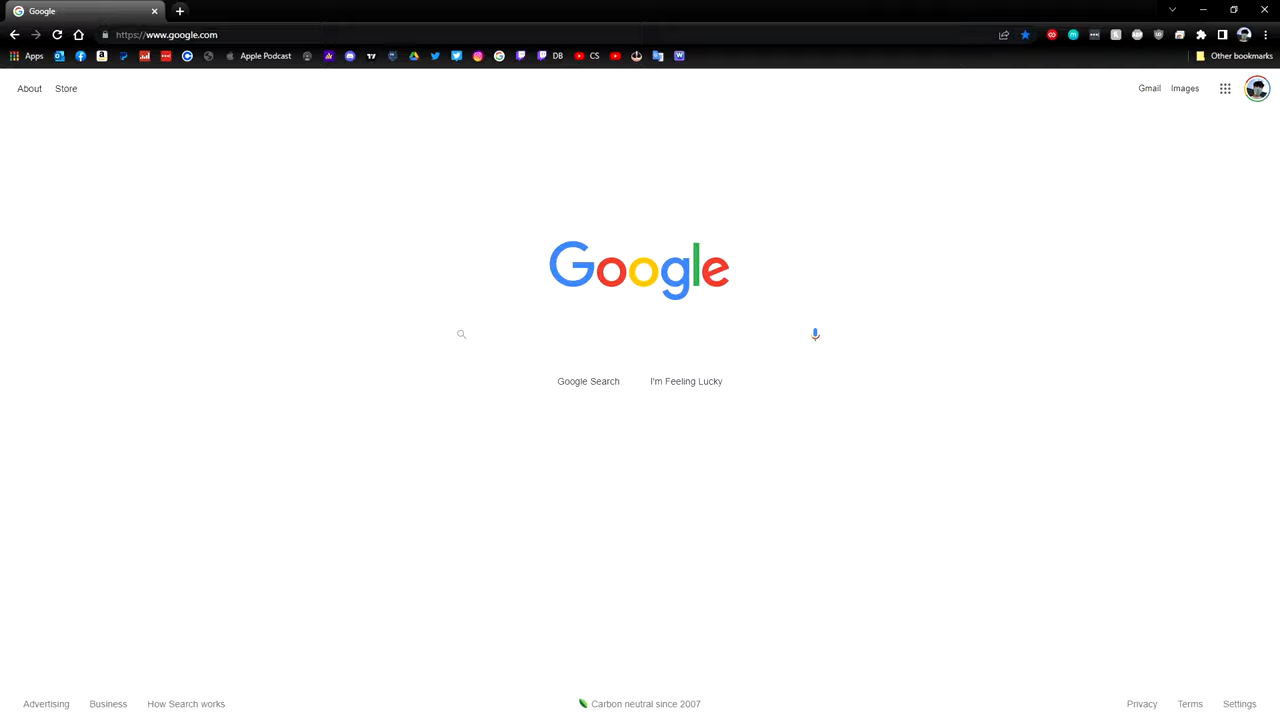 Google
https://www.google.com
Apps
Apple Podcast
DB
CS
Other bookmarks
About
Store
Gmail
Images
Google
Google Search
I'm Feeling Lucky
Advertising
Business
How Search works
Carbon neutral since 2007
Privacy
Terms
Settings